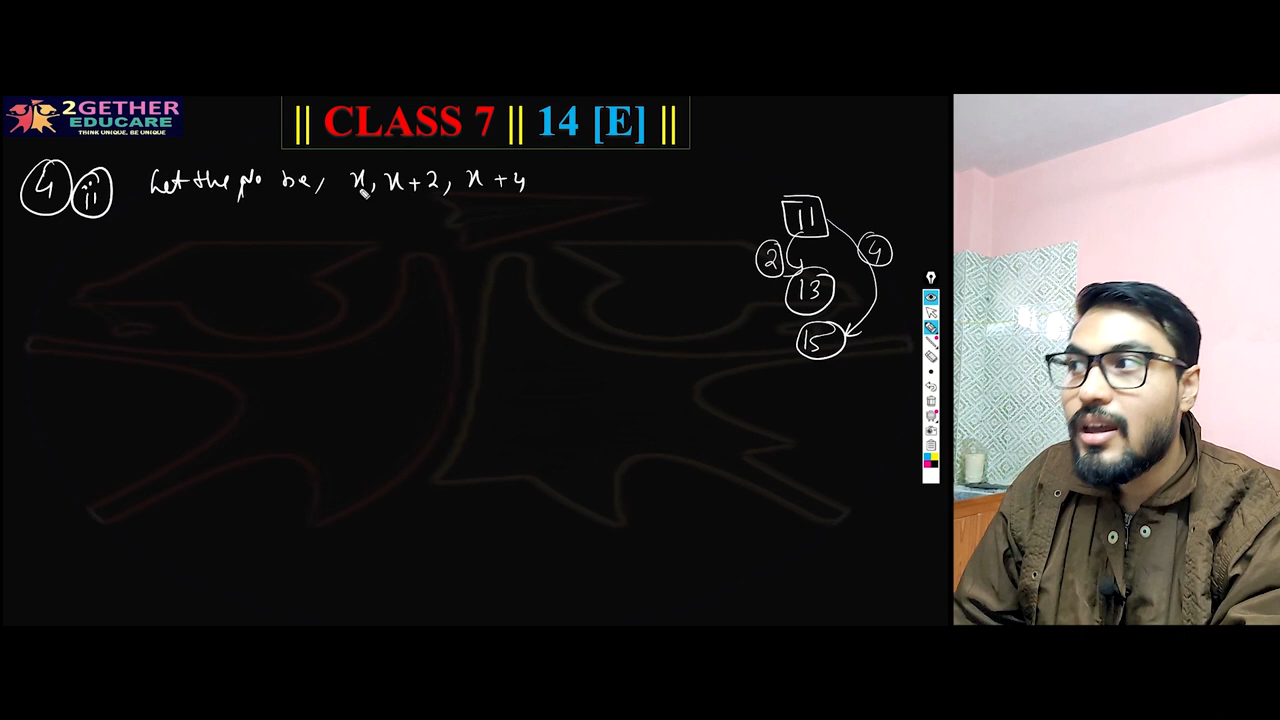 2GETHER
EDUCARE
THINK UNIQUE, BE UNIQUE
|| CLASS 7 || 14 [E] ||
4 ii Let the no be, x, x+2, x+4
11
2 4
13
15